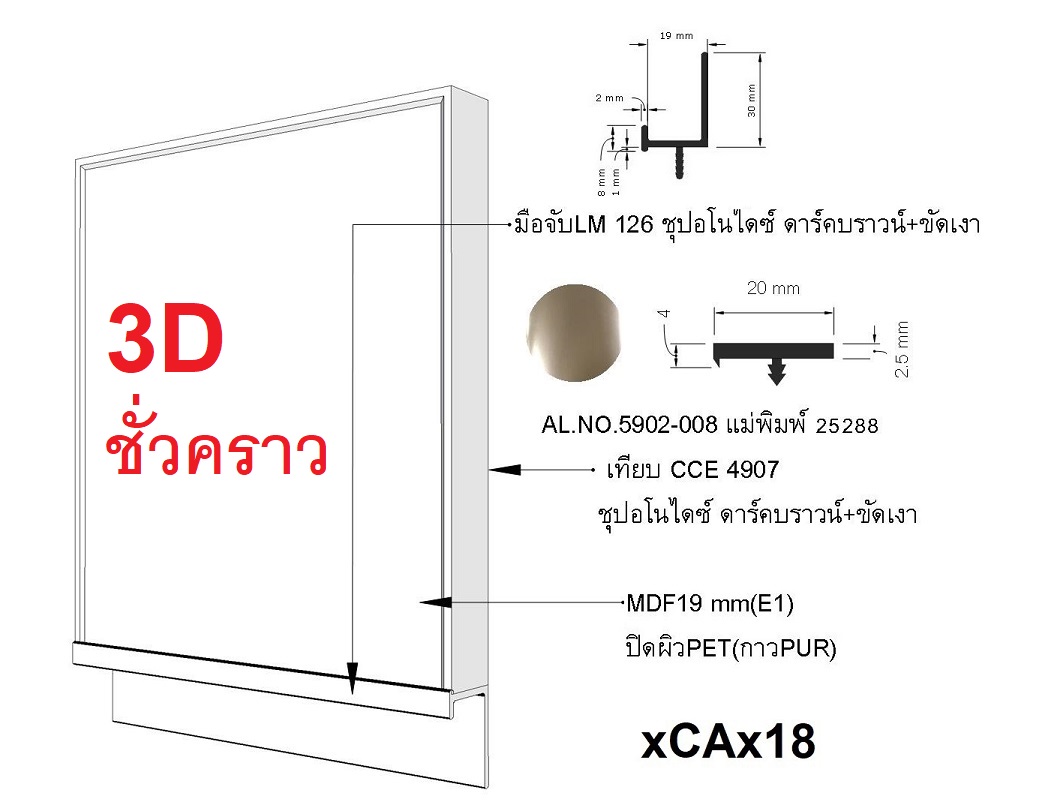 19 mm
2 mm
30 mm
8 mm
1 mm
มือจับLM 126 ชุปอโนไดซ์ ดาร์คบราวน์+ขัดเงา
3D
ชั่วคราว
20 mm
4
2.5 mm
AL.NO.5902-008 แม่พิมพ์ 25288
เทียบ CCE 4907
ชุปอโนไดซ์ ดาร์คบราวน์+ขัดเงา
MDF19 mm(E1)
ปิดผิวPET(กาวPUR)
xCAx18